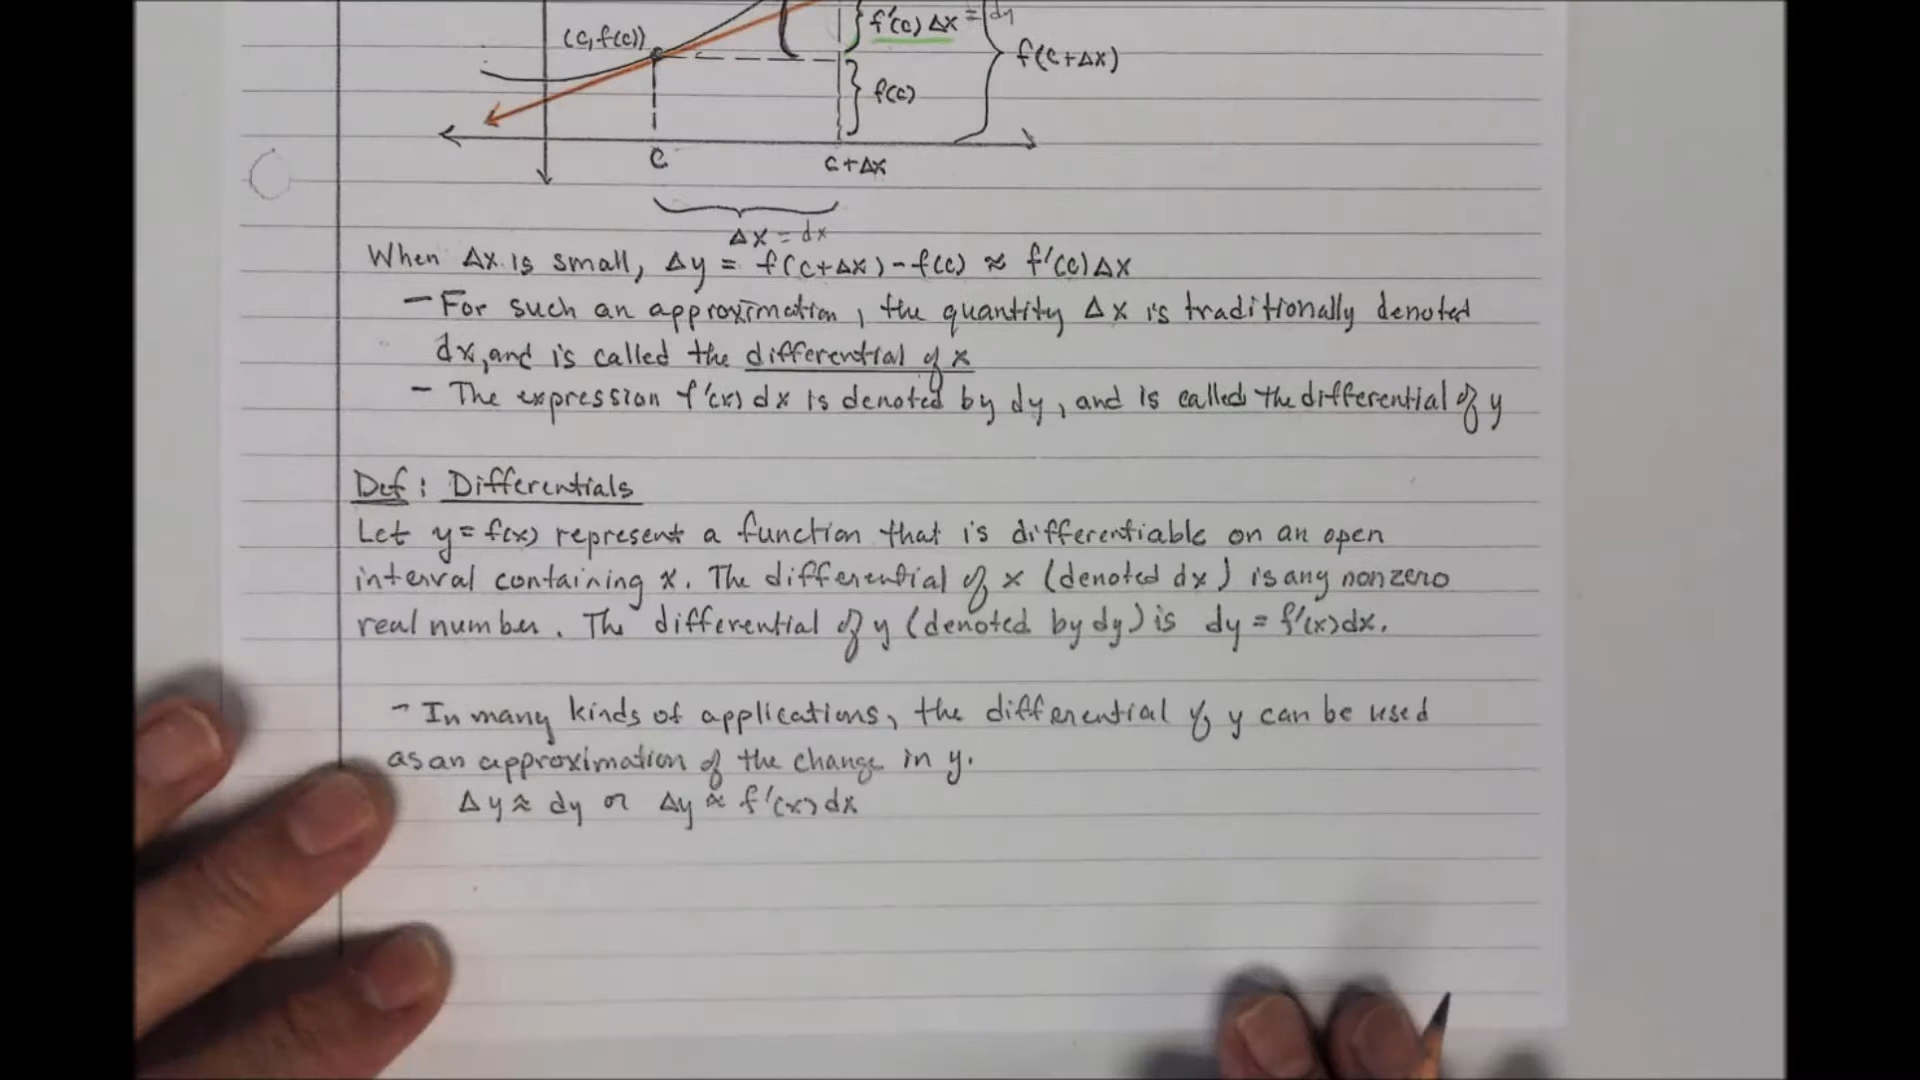 f'(c) Δx = dy
(c, f(c))
f(c+Δx)
f(c)
c
c+Δx
Δx = dx
When Δx is small, Δy = f(c+Δx) - f(c) ≈ f'(c)Δx
- For such an approximation, the quantity Δx is traditionally denoted
dx, and is called the differential of x
- The expression f'(x) dx is denoted by dy, and is called the differential of y
Def: Differentials
Let y = f(x) represent a function that is differentiable on an open
interval containing x. The differential of x (denoted dx) is any nonzero
real number. The differential of y (denoted by dy) is dy = f'(x)dx.
- In many kinds of applications, the differential of y can be used
as an approximation of the change in y.
Δy ≈ dy or Δy ≈ f'(x) dx